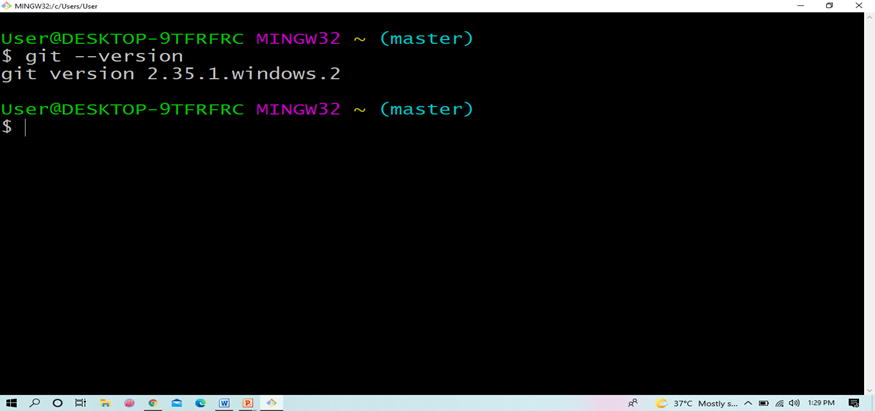 MINGW32:/c/Users/User
User@DESKTOP-9TFRFRC MINGW32 ~ (master)
$ git --version
git version 2.35.1.windows.2
User@DESKTOP-9TFRFRC MINGW32 ~ (master)
$
37°C Mostly s... 1:29 PM